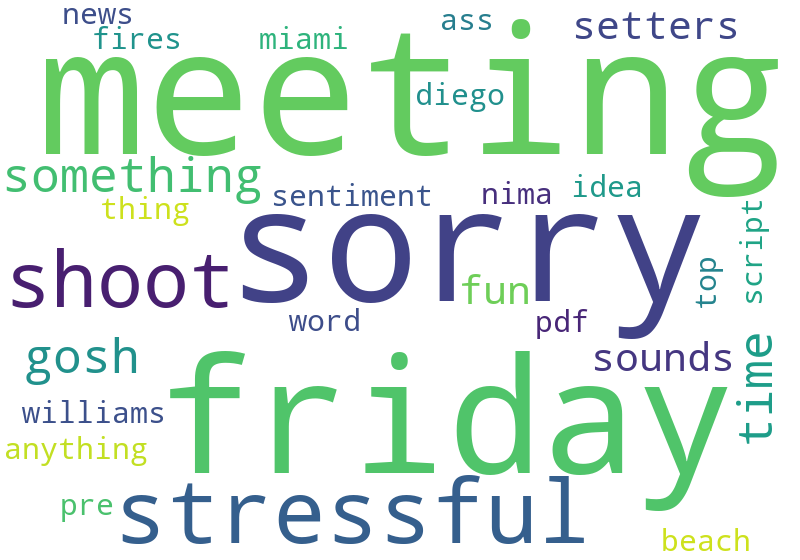 news
fires
miami
ass
setters
meeting
diego
something
thing
sentiment
nima
idea
script
sorry
shoot
fun
top
word
pdf
gosh
sounds
time
friday
williams
anything
stressful
pre
beach